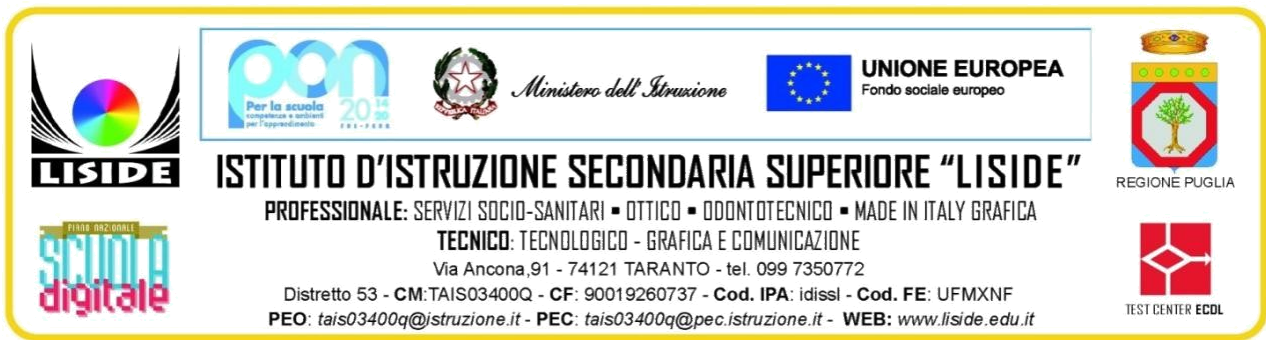 LISIDE
PIANO NAZIONALE
SCUOLA
digitale
pon
2014
20
Per la scuola
competenze e ambienti
per l'apprendimento
FSE-FESR
Ministero dell'Istruzione
UNIONE EUROPEA
Fondo sociale europeo
ISTITUTO D'ISTRUZIONE SECONDARIA SUPERIORE “LISIDE”
PROFESSIONALE: SERVIZI SOCIO-SANITARI ▪ OTTICO ▪ ODONTOTECNICO ▪ MADE IN ITALY GRAFICA
TECNICO: TECNOLOGICO - GRAFICA E COMUNICAZIONE
Via Ancona,91 - 74121 TARANTO - tel. 099 7350772
Distretto 53 - CM:TAIS03400Q - CF: 90019260737 - Cod. IPA: idissl - Cod. FE: UFMXNF
PEO: tais03400q@istruzione.it - PEC: tais03400q@pec.istruzione.it - WEB: www.liside.edu.it
REGIONE PUGLIA
TEST CENTER ECDL